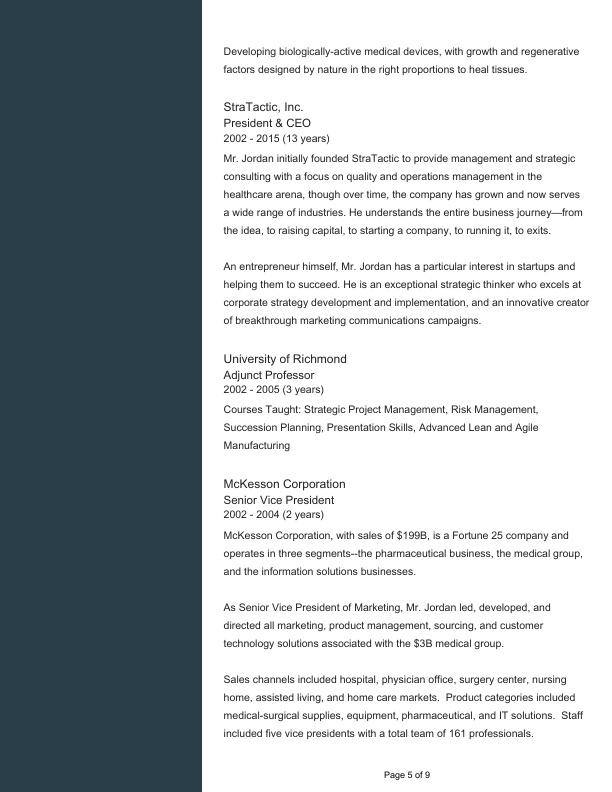 Developing biologically-active medical devices, with growth and regenerative
factors designed by nature in the right proportions to heal tissues.
StraTactic, Inc.
President & CEO
2002 - 2015 (13 years)
Mr. Jordan initially founded StraTactic to provide management and strategic
consulting with a focus on quality and operations management in the
healthcare arena, though over time, the company has grown and now serves
a wide range of industries. He understands the entire business journey—from
the idea, to raising capital, to starting a company, to running it, to exits.
An entrepreneur himself, Mr. Jordan has a particular interest in startups and
helping them to succeed. He is an exceptional strategic thinker who excels at
corporate strategy development and implementation, and an innovative creator
of breakthrough marketing communications campaigns.
University of Richmond
Adjunct Professor
2002 - 2005 (3 years)
Courses Taught: Strategic Project Management, Risk Management,
Succession Planning, Presentation Skills, Advanced Lean and Agile
Manufacturing
McKesson Corporation
Senior Vice President
2002 - 2004 (2 years)
McKesson Corporation, with sales of $199B, is a Fortune 25 company and
operates in three segments--the pharmaceutical business, the medical group,
and the information solutions businesses.
As Senior Vice President of Marketing, Mr. Jordan led, developed, and
directed all marketing, product management, sourcing, and customer
technology solutions associated with the $3B medical group.
Sales channels included hospital, physician office, surgery center, nursing
home, assisted living, and home care markets.  Product categories included
medical-surgical supplies, equipment, pharmaceutical, and IT solutions.  Staff
included five vice presidents with a total team of 161 professionals.
Page 5 of 9